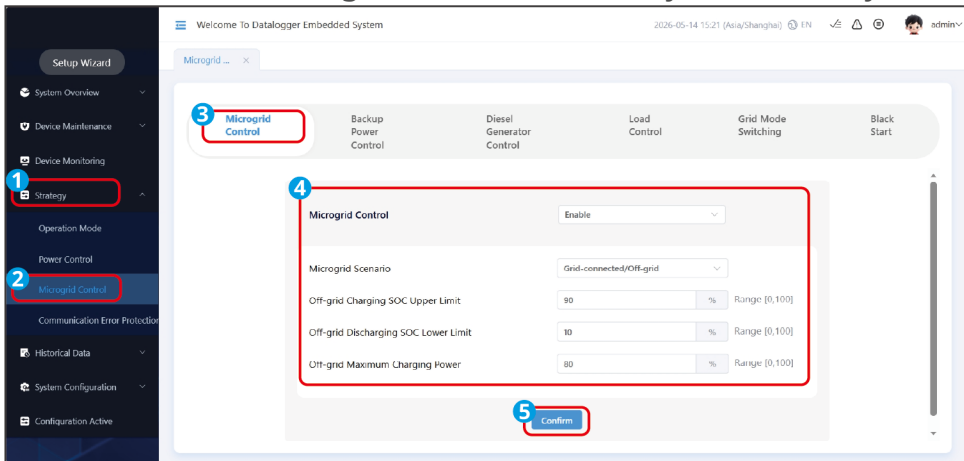 Welcome To Datalogger Embedded System
2026-05-14 15:21 (Asia/Shanghai)
EN
admin
Setup Wizard
Microgrid ... ×
System Overview
Device Maintenance
Device Monitoring
1
Strategy
Operation Mode
Power Control
2
Microgrid Control
Communication Error Protection
Historical Data
System Configuration
Configuration Active
3
Microgrid
Control
Backup
Power
Control
Diesel
Generator
Control
Load
Control
Grid Mode
Switching
Black
Start
4
Microgrid Control
Enable
Microgrid Scenario
Grid-connected/Off-grid
Off-grid Charging SOC Upper Limit
90 % Range [0,100]
Off-grid Discharging SOC Lower Limit
10 % Range [0,100]
Off-grid Maximum Charging Power
80 % Range [0,100]
5
Confirm